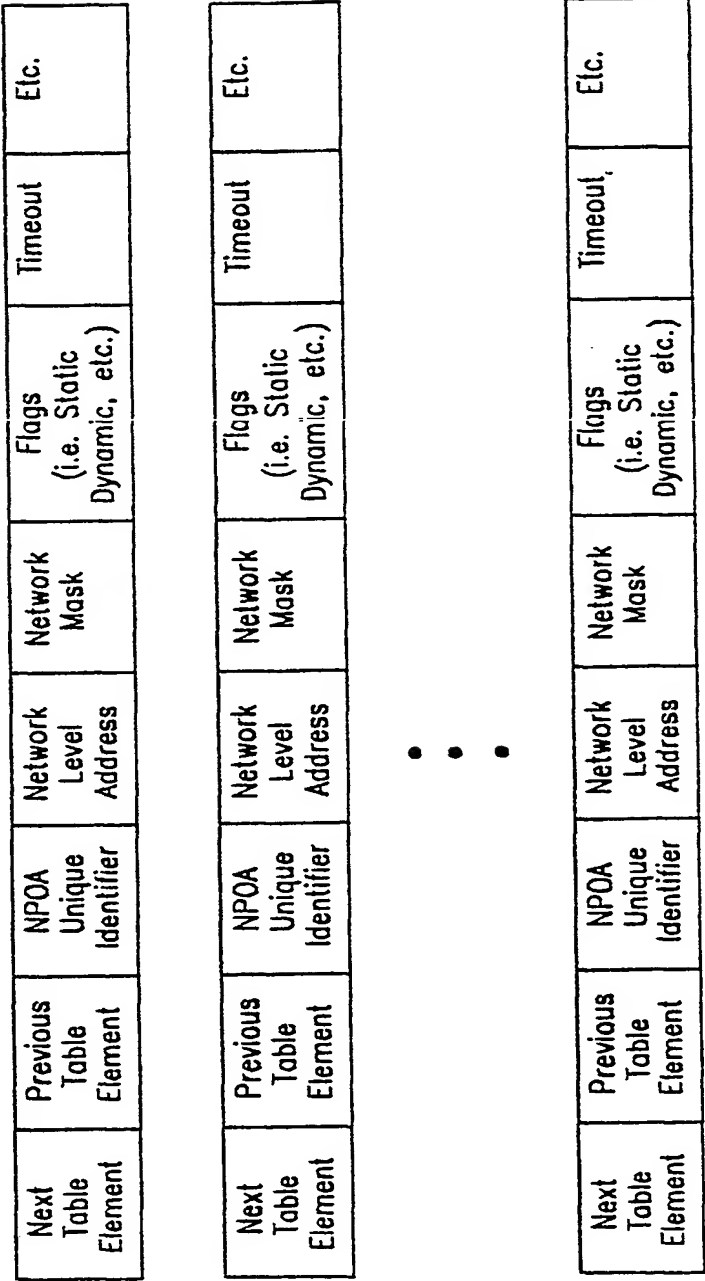 Next
Table
Element
Previous
Table
Element
NPOA
Unique
Identifier
Network
Level
Address
Network
Mask
Flags
(i.e. Static
Dynamic, etc.)
Timeout
Etc.
Next
Table
Element
Previous
Table
Element
NPOA
Unique
Identifier
Network
Level
Address
Network
Mask
Flags
(i.e. Static
Dynamic, etc.)
Timeout
Etc.
Next
Table
Element
Previous
Table
Element
NPOA
Unique
Identifier
Network
Level
Address
Network
Mask
Flags
(i.e. Static
Dynamic, etc.)
Timeout
Etc.